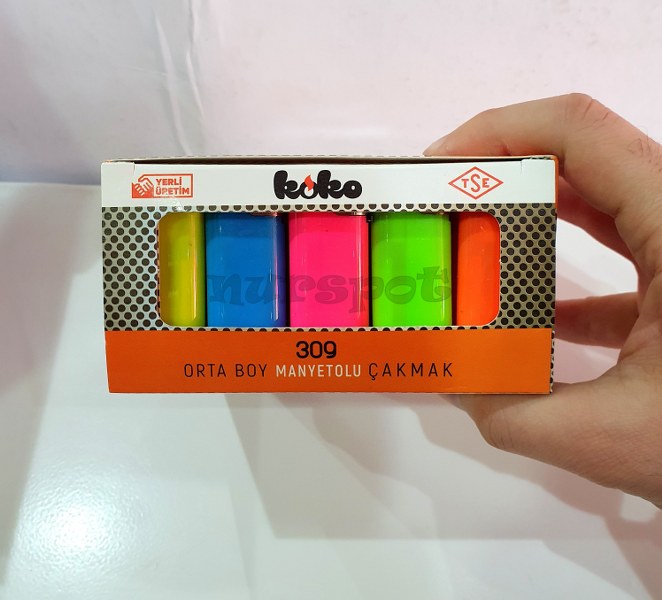 YERLİ
ÜRETİM
koko
TSE
nurspot
309
ORTA BOY MANYETOLU ÇAKMAK